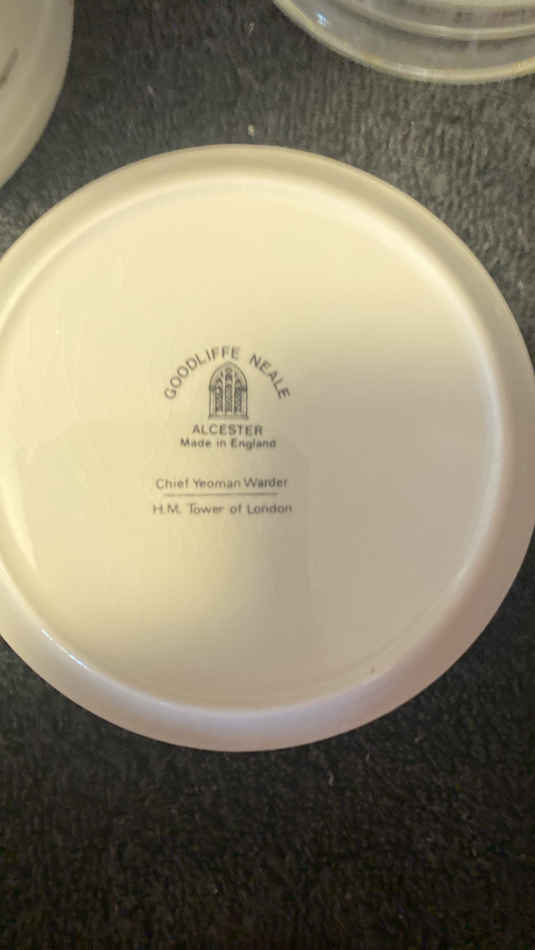 GOODLIFFE NEALE
ALCESTER
Made in England
Chief Yeoman Warder
H.M. Tower of London